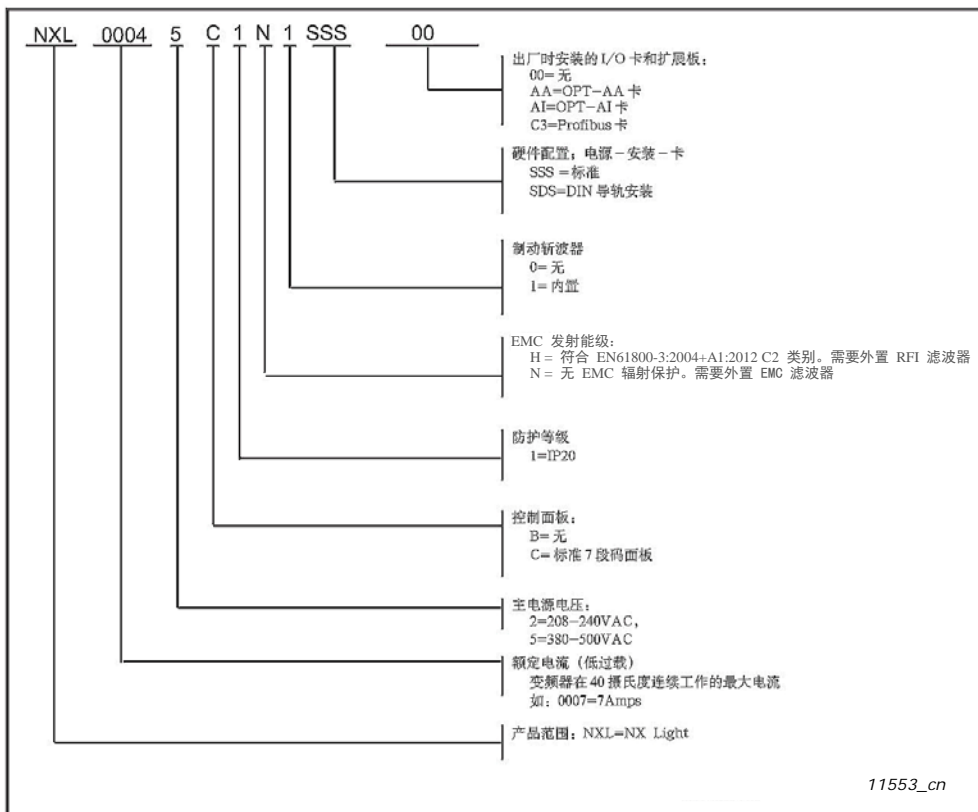 NXL 0004 5 C 1 N 1 SSS 00
出厂时安装的 I/O 卡和扩展板:
00=无
AA=OPT-AA 卡
AI=OPT-AI 卡
C3=Profibus 卡
硬件配置: 电源-安装-卡
SSS =标准
SDS=DIN 导轨安装
制动斩波器
0=无
1=内置
EMC 发射能级:
H = 符合 EN61800-3:2004+A1:2012 C2 类别。需要外置 RFI 滤波器
N = 无 EMC 辐射保护。需要外置 EMC 滤波器
防护等级
1=IP20
控制面板:
B=无
C=标准 7 段码面板
主电源电压:
2=208-240VAC,
5=380-500VAC
额定电流 (低过载)
变频器在 40 摄氏度连续工作的最大电流
如: 0007=7Amps
产品范围: NXL=NX Light
11553_cn